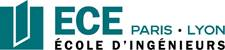 ECE PARIS • LYON
ÉCOLE D'INGÉNIEURS